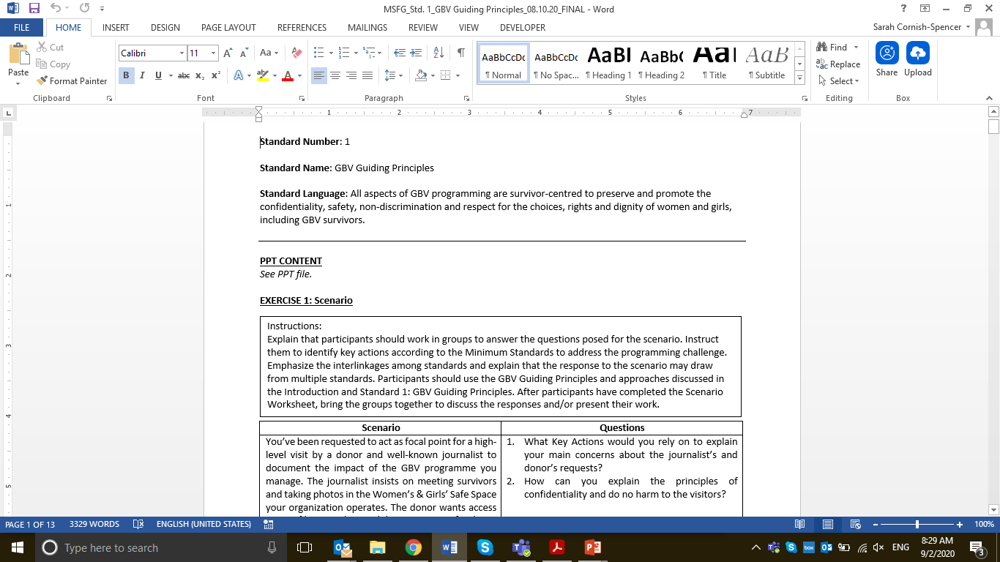 MSFG_Std. 1_GBV Guiding Principles_08.10.20_FINAL - Word
FILE HOME INSERT DESIGN PAGE LAYOUT REFERENCES MAILINGS REVIEW VIEW DEVELOPER Sarah Cornish-Spencer
Paste
Cut
Copy
Format Painter
Clipboard
Calibri 11
Font
Paragraph
AaBbCcDc AaBbCcDc AaBl AaBb( AaB
¶ Normal ¶ No Spac... ¶ Heading 1 ¶ Heading 2 ¶ Title ¶ Subtitle
Styles
Find
Replace
Select
Editing
Share Upload
Box
1 2 3 4 5 6 7
Standard Number: 1
Standard Name: GBV Guiding Principles
Standard Language: All aspects of GBV programming are survivor-centred to preserve and promote the
confidentiality, safety, non-discrimination and respect for the choices, rights and dignity of women and girls,
including GBV survivors.
PPT CONTENT
See PPT file.
EXERCISE 1: Scenario
Instructions:
Explain that participants should work in groups to answer the questions posed for the scenario. Instruct
them to identify key actions according to the Minimum Standards to address the programming challenge.
Emphasize the interlinkages among standards and explain that the response to the scenario may draw
from multiple standards. Participants should use the GBV Guiding Principles and approaches discussed in
the Introduction and Standard 1: GBV Guiding Principles. After participants have completed the Scenario
Worksheet, bring the groups together to discuss the responses and/or present their work.
Scenario
You've been requested to act as focal point for a high-
level visit by a donor and well-known journalist to
document the impact of the GBV programme you
manage. The journalist insists on meeting survivors
and taking photos in the Women's & Girls' Safe Space
your organization operates. The donor wants access
Questions
1. What Key Actions would you rely on to explain
your main concerns about the journalist's and
donor's requests?
2. How can you explain the principles of
confidentiality and do no harm to the visitors?
1
2
3
4
5
PAGE 1 OF 13 3329 WORDS ENGLISH (UNITED STATES) 100%
Type here to search
ENG
8:29 AM
9/2/2020
3